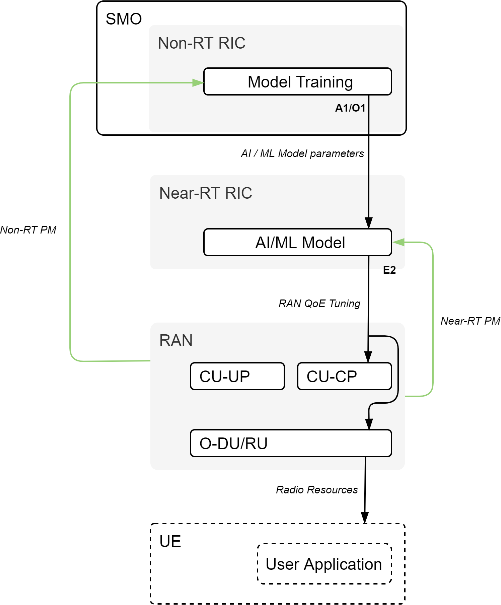 SMO
Non-RT RIC
Model Training
A1/O1
AI / ML Model parameters
Near-RT RIC
Non-RT PM
AI/ML Model
E2
RAN QoE Tuning
Near-RT PM
RAN
CU-UP
CU-CP
O-DU/RU
Radio Resources
UE
User Application